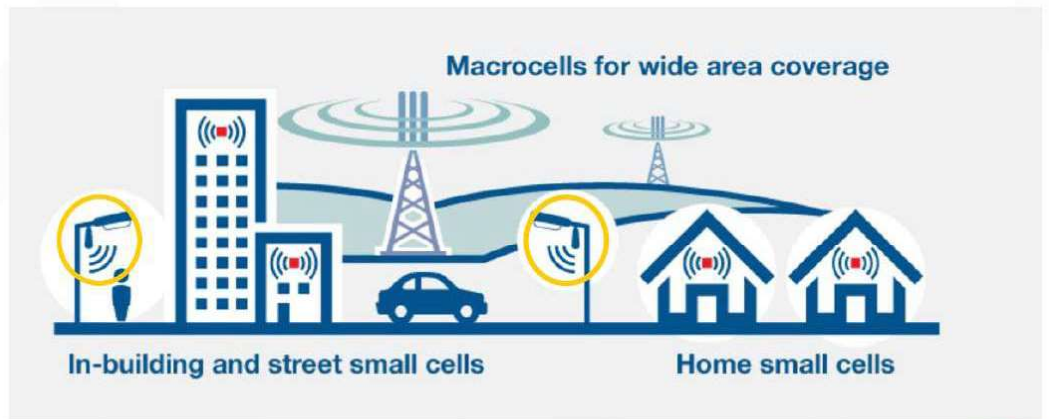 Macrocells for wide area coverage
In-building and street small cells
Home small cells